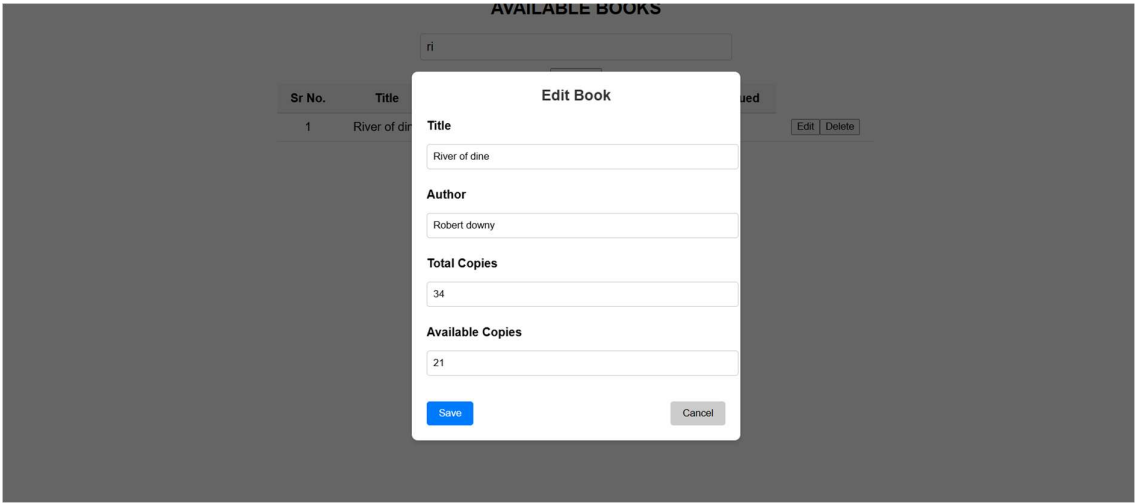 AVAILABLE BOOKS
ri
Sr No. Title ued
1 River of din Edit Delete
Edit Book
Title
River of dine
Author
Robert downy
Total Copies
34
Available Copies
21
Save Cancel